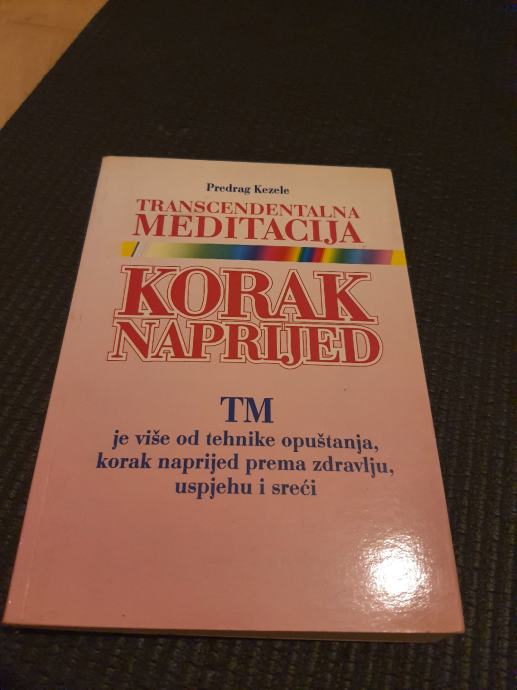 Predrag Kezele
TRANSCENDENTALNA
MEDITACIJA
KORAK
NAPRIJED
TM
je više od tehnike opuštanja,
korak naprijed prema zdravlju,
uspjehu i sreći